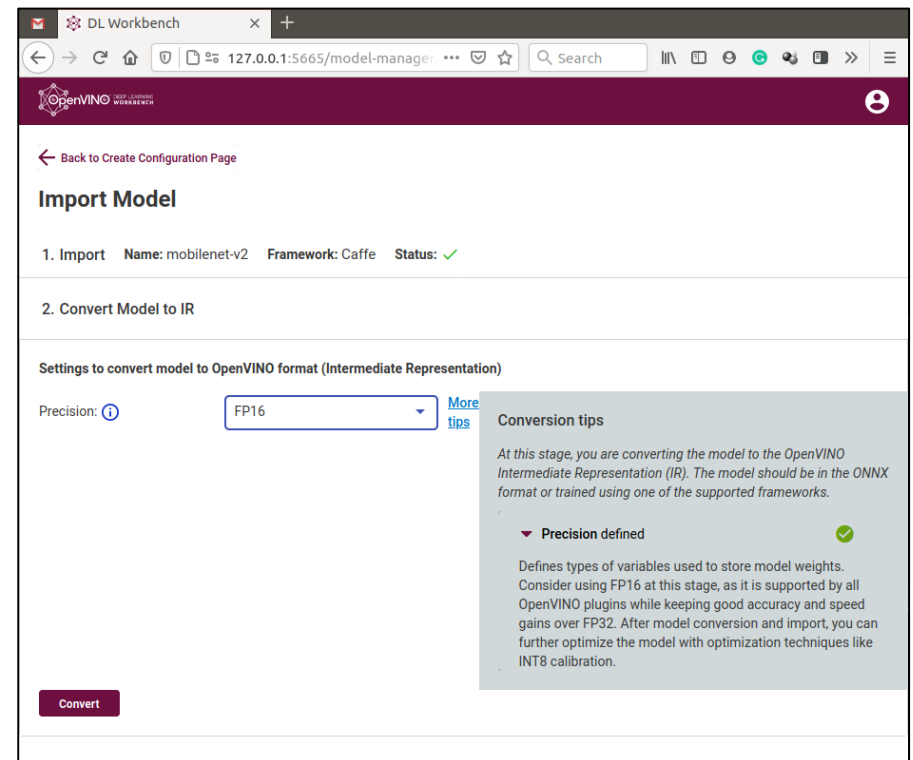 DL Workbench
127.0.0.1:5665/model-manager
Search
OpenVINO DEEP LEARNING WORKBENCH
Back to Create Configuration Page
Import Model
1. Import Name: mobilenet-v2 Framework: Caffe Status:
2. Convert Model to IR
Settings to convert model to OpenVINO format (Intermediate Representation)
Precision: FP16 More
tips
Conversion tips
At this stage, you are converting the model to the OpenVINO
Intermediate Representation (IR). The model should be in the ONNX
format or trained using one of the supported frameworks.
Precision defined
Defines types of variables used to store model weights.
Consider using FP16 at this stage, as it is supported by all
OpenVINO plugins while keeping good accuracy and speed
gains over FP32. After model conversion and import, you can
further optimize the model with optimization techniques like
INT8 calibration.
Convert